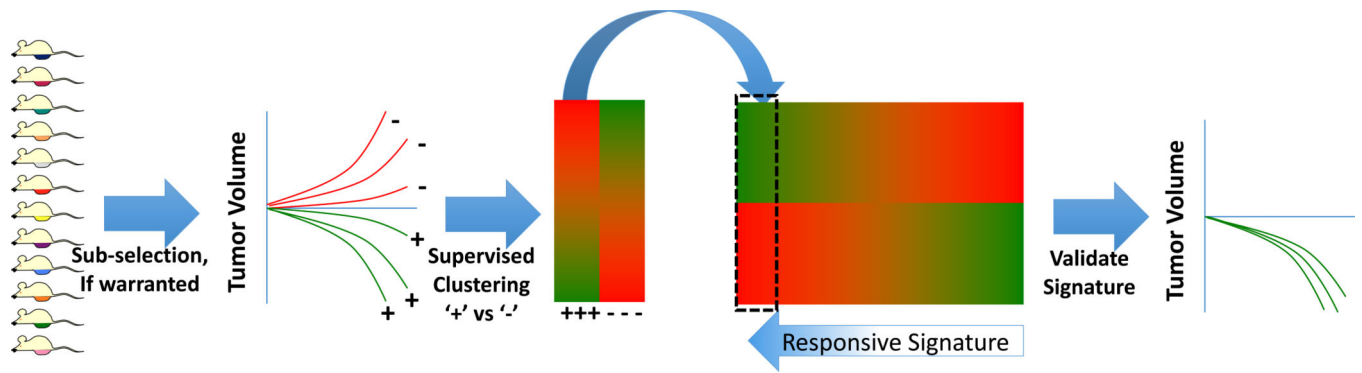 Sub-selection,
If warranted
Tumor Volume
-
-
-
+
+
+
Supervised
Clustering
‘+’ vs ‘-’
+++ - - -
Responsive Signature
Validate
Signature
Tumor Volume